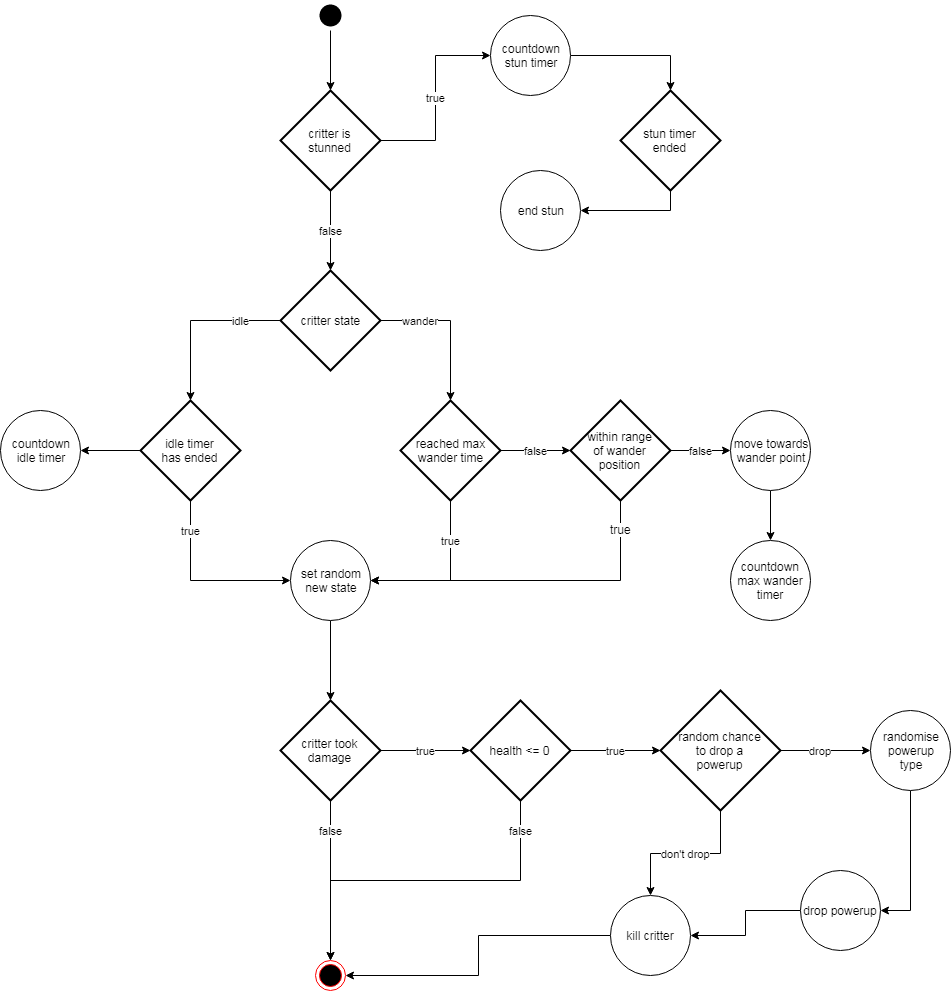 countdown
stun timer
true
critter is
stunned
stun timer
ended
end stun
false
critter state
idle
wander
countdown
idle timer
idle timer
has ended
reached max
wander time
false
within range
of wander
position
false
move towards
wander point
true
true
true
set random
new state
countdown
max wander
timer
critter took
damage
true
health <= 0
true
random chance
to drop a
powerup
drop
randomise
powerup
type
false
false
don't drop
drop powerup
kill critter